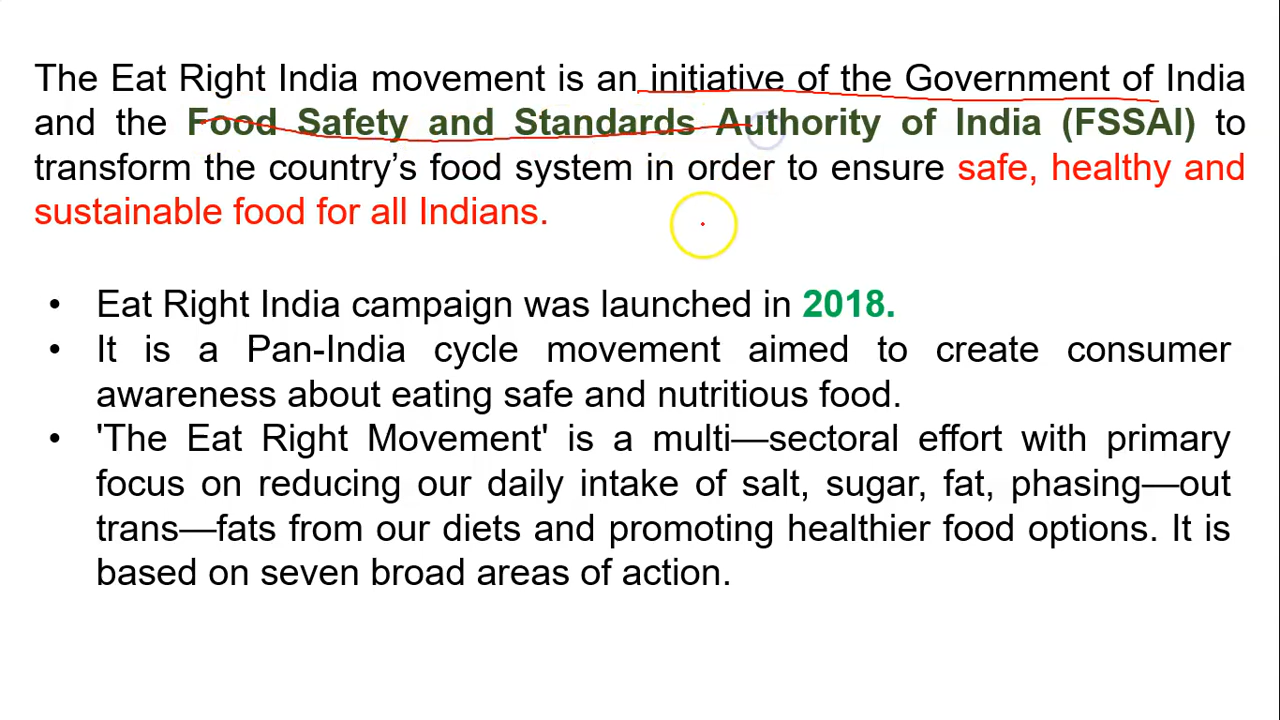 The Eat Right India movement is an initiative of the Government of India
and the Food Safety and Standards Authority of India (FSSAI) to
transform the country’s food system in order to ensure safe, healthy and
sustainable food for all Indians.
• Eat Right India campaign was launched in 2018.
• It is a Pan-India cycle movement aimed to create consumer
awareness about eating safe and nutritious food.
• 'The Eat Right Movement' is a multi—sectoral effort with primary
focus on reducing our daily intake of salt, sugar, fat, phasing—out
trans—fats from our diets and promoting healthier food options. It is
based on seven broad areas of action.